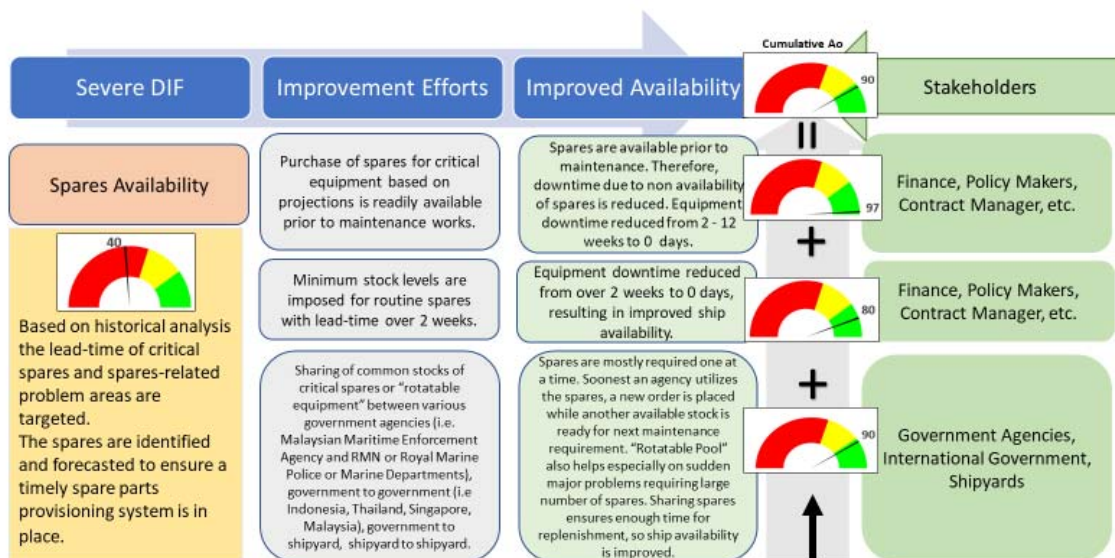 Cumulative Ao
90
Severe DIF
Improvement Efforts
Improved Availability
Stakeholders
Spares Availability
40
Based on historical analysis
the lead-time of critical
spares and spares-related
problem areas are
targeted.
The spares are identified
and forecasted to ensure a
timely spare parts
provisioning system is in
place.
Purchase of spares for critical
equipment based on
projections is readily available
prior to maintenance works.
Spares are available prior to
maintenance. Therefore,
downtime due to non availability
of spares is reduced. Equipment
downtime reduced from 2 - 12
weeks to 0 days.
=
97
Finance, Policy Makers,
Contract Manager, etc.
+
Minimum stock levels are
imposed for routine spares
with lead-time over 2 weeks.
Equipment downtime reduced
from over 2 weeks to 0 days,
resulting in improved ship
availability.
80
Finance, Policy Makers,
Contract Manager, etc.
+
Sharing of common stocks of
critical spares or "rotatable
equipment" between various
government agencies (i.e.
Malaysian Maritime Enforcement
Agency and RMN or Royal Marine
Police or Marine Departments),
government to government (i.e
Indonesia, Thailand, Singapore,
Malaysia), government to
shipyard, shipyard to shipyard.
Spares are mostly required one at
a time. Soonest an agency utilizes
the spares, a new order is placed
while another available stock is
ready for next maintenance
requirement. "Rotatable Pool"
also helps especially on sudden
major problems requiring large
number of spares. Sharing spares
ensures enough time for
replenishment, so ship availability
is improved.
90
Government Agencies,
International Government,
Shipyards